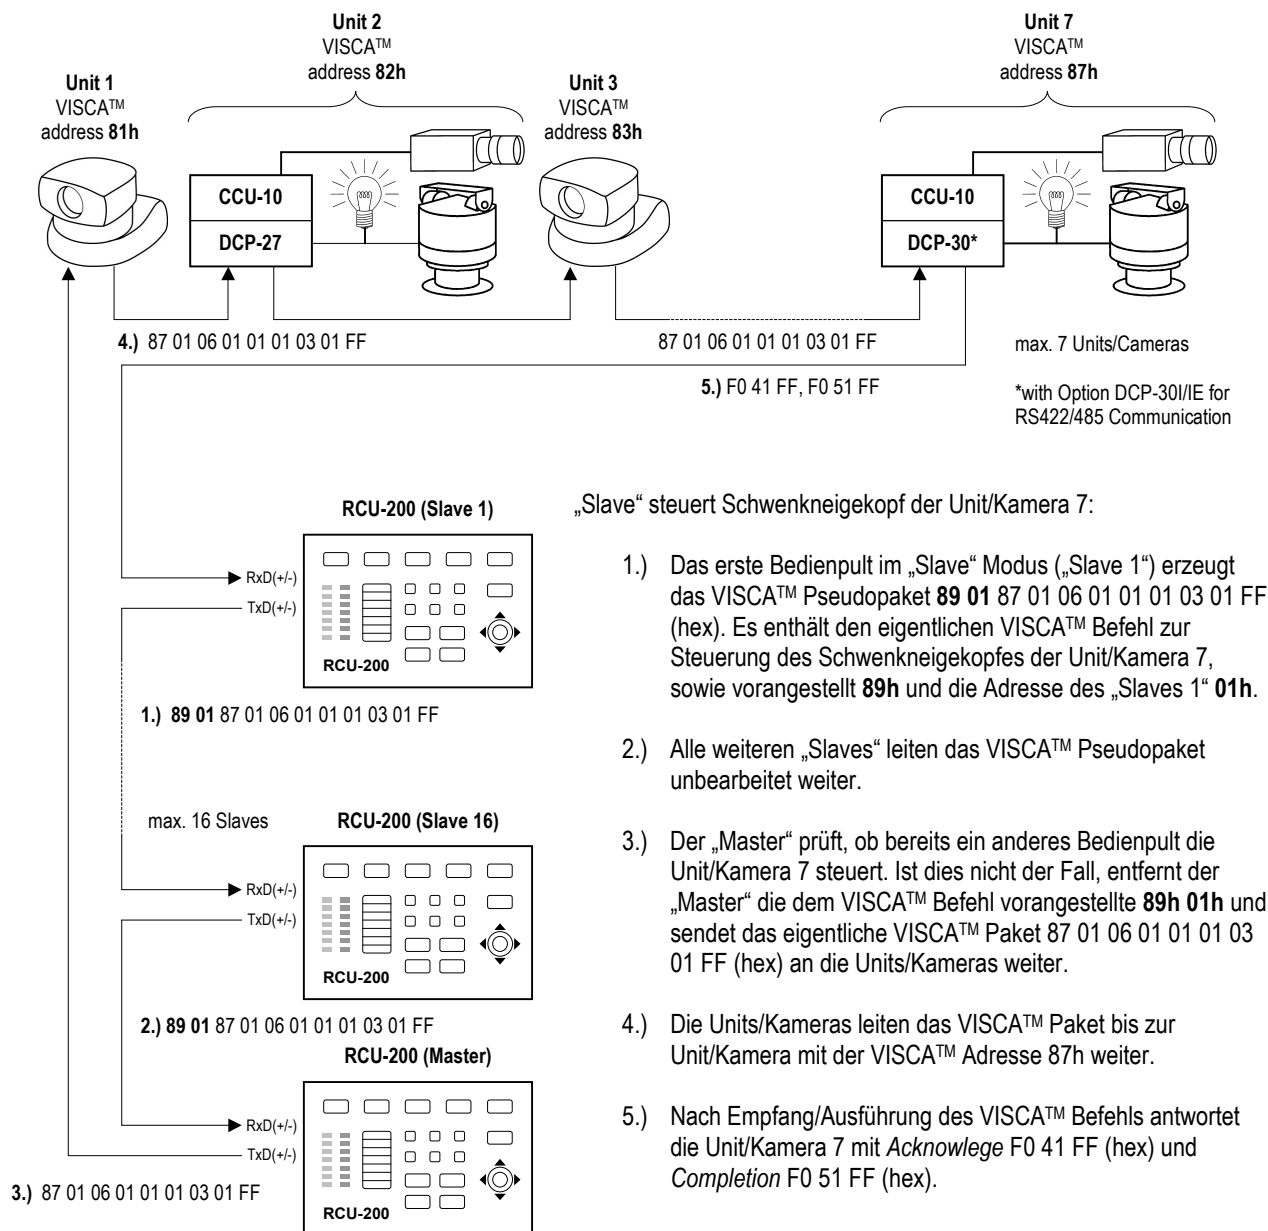 Unit 2
VISCA™
address 82h
Unit 7
VISCA™
address 87h
Unit 1
VISCA™
address 81h
Unit 3
VISCA™
address 83h
CCU-10
DCP-27
CCU-10
DCP-30*
4.) 87 01 06 01 01 01 03 01 FF
87 01 06 01 01 01 03 01 FF
max. 7 Units/Cameras
5.) F0 41 FF, F0 51 FF
*with Option DCP-30I/IE for
RS422/485 Communication
RCU-200 (Slave 1)
RxD(+/-)
TxD(+/-)
RCU-200
1.) 89 01 87 01 06 01 01 01 03 01 FF
max. 16 Slaves
RCU-200 (Slave 16)
RxD(+/-)
TxD(+/-)
RCU-200
2.) 89 01 87 01 06 01 01 01 03 01 FF
RCU-200 (Master)
RxD(+/-)
TxD(+/-)
3.) 87 01 06 01 01 01 03 01 FF
RCU-200
„Slave“ steuert Schwenkneigekopf der Unit/Kamera 7:
1.) Das erste Bedienpult im „Slave“ Modus („Slave 1“) erzeugt
das VISCA™ Pseudopaket 89 01 87 01 06 01 01 01 03 01 FF
(hex). Es enthält den eigentlichen VISCA™ Befehl zur
Steuerung des Schwenkneigekopfes der Unit/Kamera 7,
sowie vorangestellt 89h und die Adresse des „Slaves 1“ 01h.
2.) Alle weiteren „Slaves“ leiten das VISCA™ Pseudopaket
unbearbeitet weiter.
3.) Der „Master“ prüft, ob bereits ein anderes Bedienpult die
Unit/Kamera 7 steuert. Ist dies nicht der Fall, entfernt der
„Master“ die dem VISCA™ Befehl vorangestellte 89h 01h und
sendet das eigentliche VISCA™ Paket 87 01 06 01 01 01 03
01 FF (hex) an die Units/Kameras weiter.
4.) Die Units/Kameras leiten das VISCA™ Paket bis zur
Unit/Kamera mit der VISCA™ Adresse 87h weiter.
5.) Nach Empfang/Ausführung des VISCA™ Befehls antwortet
die Unit/Kamera 7 mit Acknowlege F0 41 FF (hex) und
Completion F0 51 FF (hex).